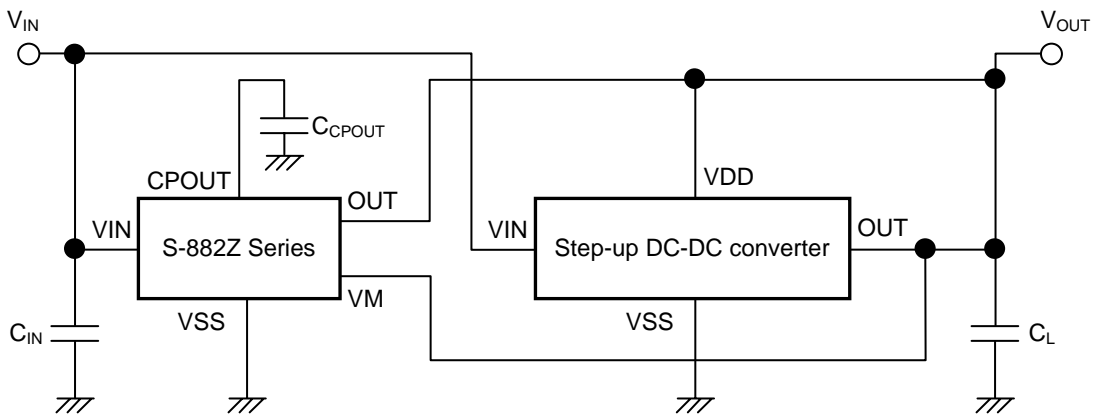 VIN
VOUT
CCPOUT
CPOUT
OUT
VDD
VIN
S-882Z Series
VIN
Step-up DC-DC converter
OUT
VM
VSS
VSS
CIN
CL